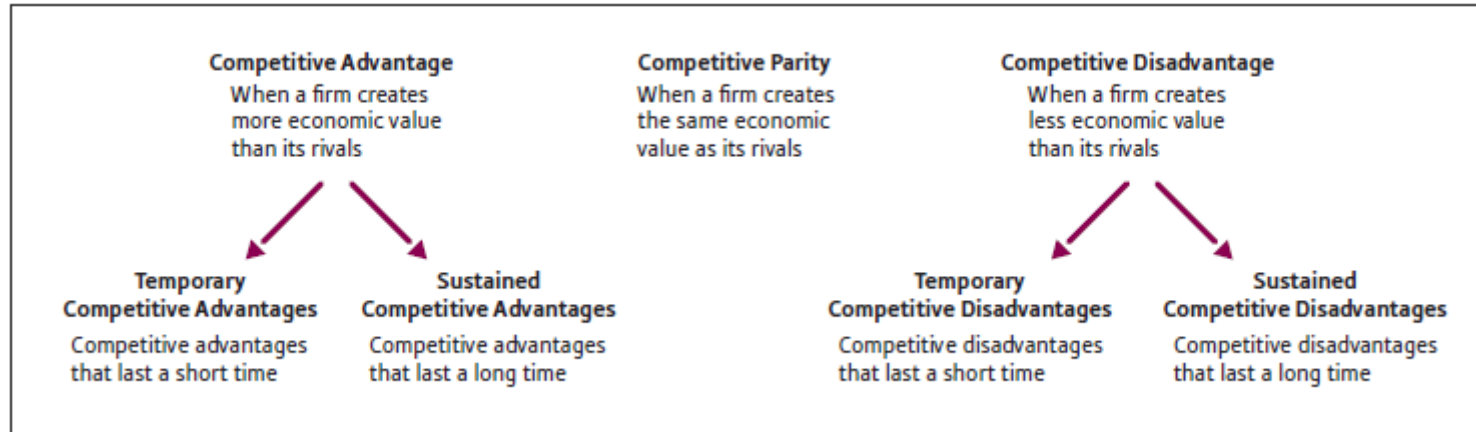 Competitive Advantage
When a firm creates
more economic value
than its rivals
Competitive Parity
When a firm creates
the same economic
value as its rivals
Competitive Disadvantage
When a firm creates
less economic value
than its rivals
Temporary
Competitive Advantages
Competitive advantages
that last a short time
Sustained
Competitive Advantages
Competitive advantages
that last a long time
Temporary
Competitive Disadvantages
Competitive disadvantages
that last a short time
Sustained
Competitive Disadvantages
Competitive disadvantages
that last a long time